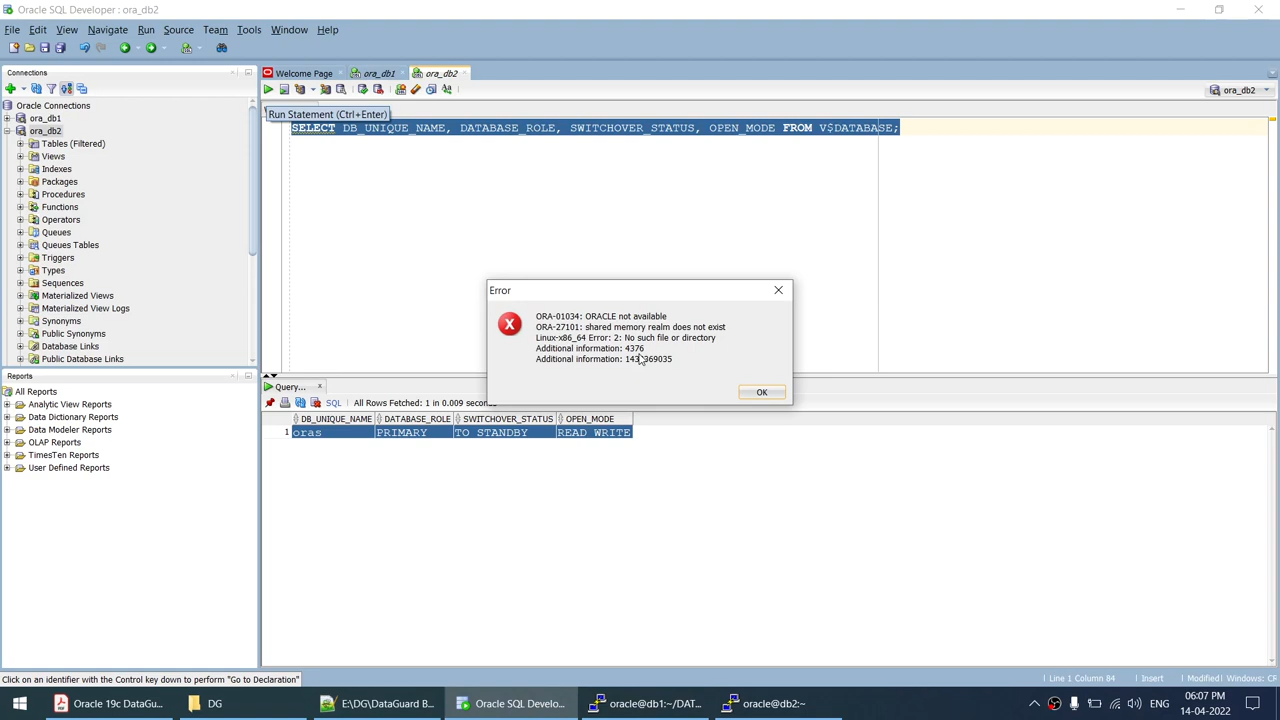 Oracle SQL Developer : ora_db2
File Edit View Navigate Run Source Team Tools Window Help
Connections
Oracle Connections
ora_db1
ora_db2
Tables (Filtered)
Views
Indexes
Packages
Procedures
Functions
Operators
Queues
Queues Tables
Triggers
Types
Sequences
Materialized Views
Materialized View Logs
Synonyms
Public Synonyms
Database Links
Public Database Links
Reports
All Reports
Analytic View Reports
Data Dictionary Reports
Data Modeler Reports
OLAP Reports
TimesTen Reports
User Defined Reports
Welcome Page ora_db1 ora_db2
ora_db2
Run Statement (Ctrl+Enter)
SELECT DB_UNIQUE_NAME, DATABASE_ROLE, SWITCHOVER_STATUS, OPEN_MODE FROM V$DATABASE;
Error
ORA-01034: ORACLE not available
ORA-27101: shared memory realm does not exist
Linux-x86_64 Error: 2: No such file or directory
Additional information: 4376
Additional information:
OK
Query...
SQL All Rows Fetched: 1 in 0.009 seconds
DB_UNIQUE_NAME DATABASE_ROLE SWITCHOVER_STATUS OPEN_MODE
1 oras PRIMARY TO STANDBY READ WRITE
Click on an identifier with the Control key down to perform "Go to Declaration"
Line 1 Column 84 Insert Modified Windows: CF
Oracle 19c DataGu... DG E:\DG\DataGuard B... Oracle SQL Develo... oracle@db1:~/DAT... oracle@db2:~
ENG 06:07 PM
14-04-2022